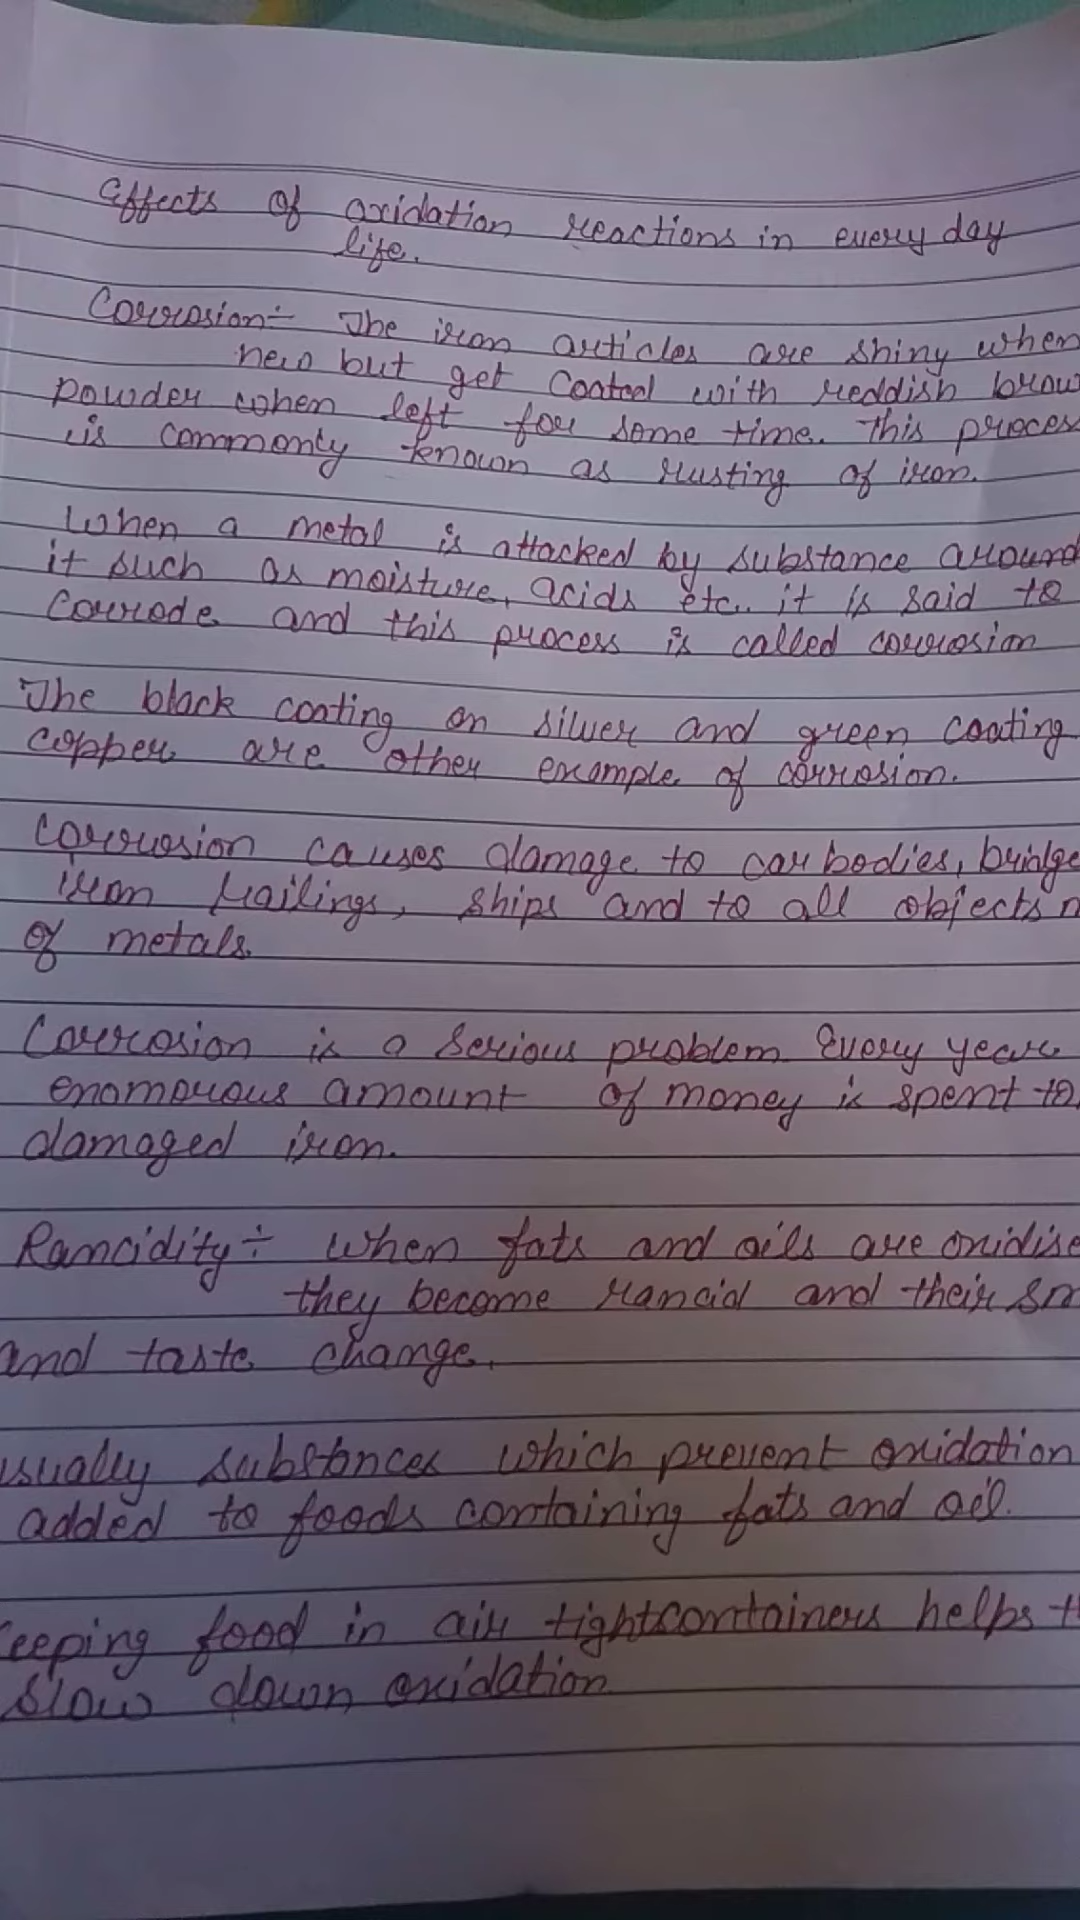 Effects of oxidation reactions in every day
life.
Corrosion÷ The iron articles are shiny when
new but get Coated with reddish brow
powder when left for some time. This proces
is commonly known as rusting of iron.
When a metal is attacked by substance around
it such as moisture, acids etc. it is said to
Corrode and this process is called corrosion
The black coating on silver and green coating
copper are other example of corrosion.
Corrosion causes damage to car bodies, bridge
iron railings, ships and to all objects m
of metals.
Corrosion is a serious problem Every year
enomorous amount of money is spent to
damaged iron.
Rancidity÷ When fats and oils are oxidise
they become rancid and their sm
and taste change.
usually substances which prevent oxidation
added to foods containing fats and oil.
eeping food in air tightcontainers helps t
slow down oxidation